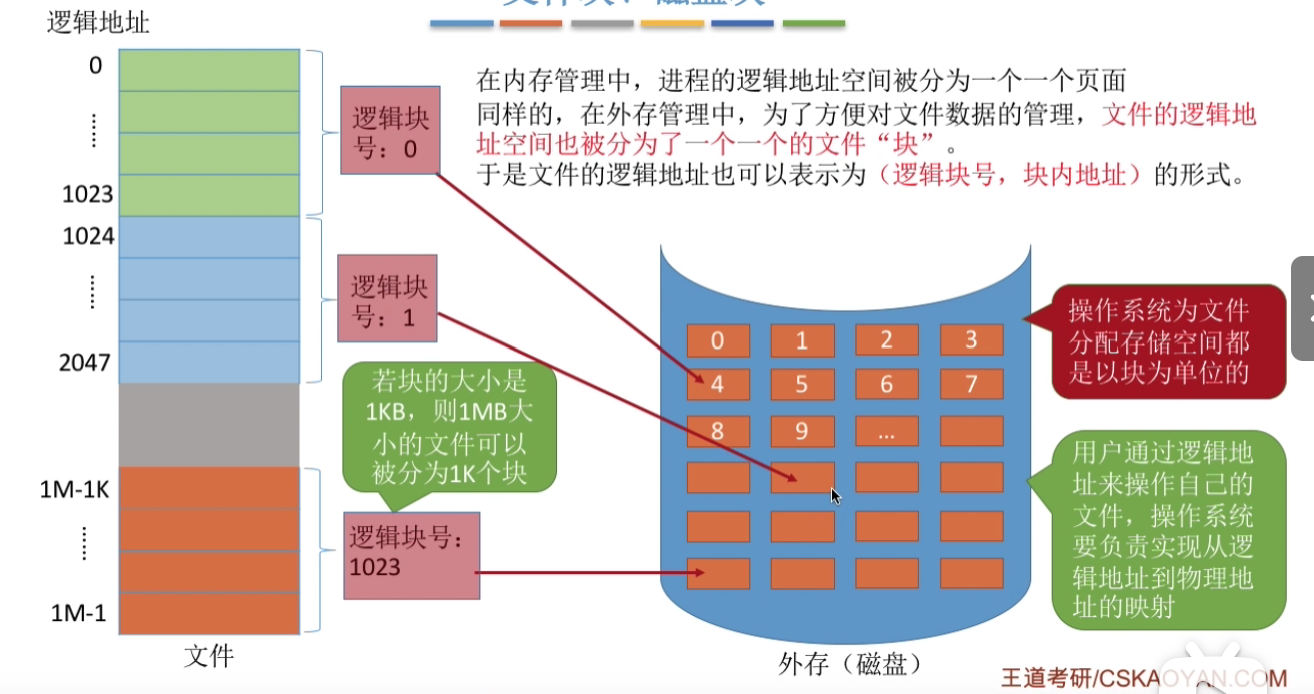 逻辑地址
0
……
1023
1024
……
2047
1M-1K
……
1M-1
文件
逻辑块
号：0
逻辑块
号：1
若块的大小是
1KB，则1MB大
小的文件可以
被分为1K个块
逻辑块号：
1023
在内存管理中，进程的逻辑地址空间被分为一个一个页面
同样的，在外存管理中，为了方便对文件数据的管理，文件的逻辑地
址空间也被分为了一个一个的文件“块”。
于是文件的逻辑地址也可以表示为（逻辑块号，块内地址）的形式。
0 1 2 3
4 5 6 7
8 9 ...
外存（磁盘）
操作系统为文件
分配存储空间都
是以块为单位的
用户通过逻辑地
址来操作自己的
文件，操作系统
要负责实现从逻
辑地址到物理地
址的映射
王道考研/CSKAOYAN.COM